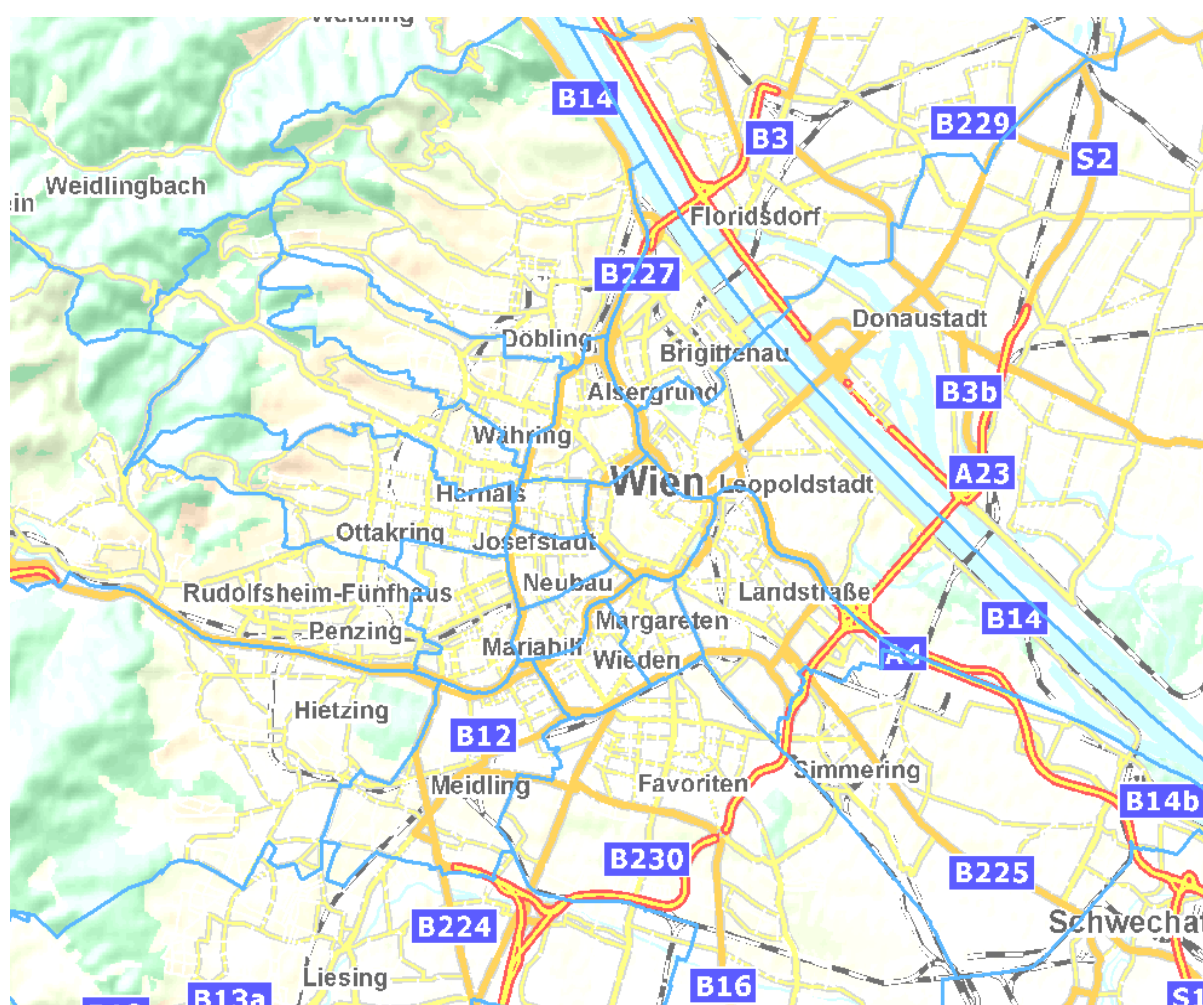 Weidling
B14
B229
B3
S2
Weidlingbach
ein
Floridsdorf
B227
Donaustadt
Döbling
Brigittenau
Alsergrund
B3b
Währing
Wien
A23
Leopoldstadt
Hernals
Ottakring
Josefstadt
Neubau
Landstraße
Rudolfsheim-Fünfhaus
B14
Margareten
Penzing
Mariahilf
A4
Wieden
Hietzing
B12
Simmering
Meidling
Favoriten
B14b
B230
B225
B224
Schwechat
Liesing
B16
B13a